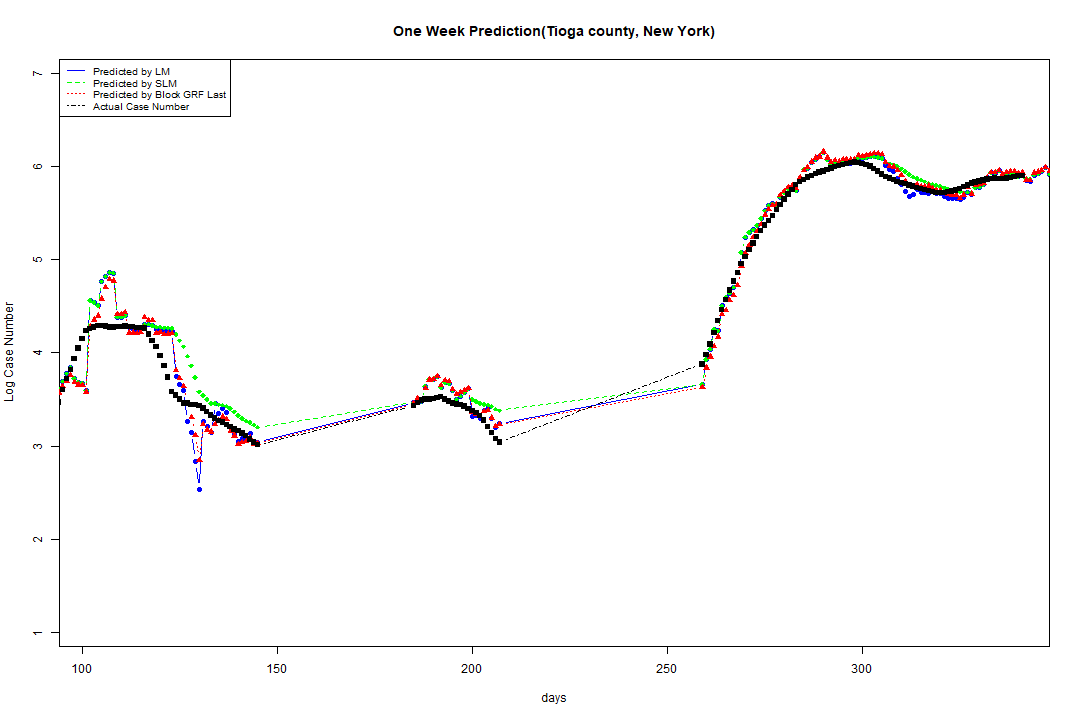 One Week Prediction(Tioga county, New York)
Predicted by LM
Predicted by SLM
Predicted by Block GRF Last
Actual Case Number
Log Case Number
7
6
5
4
3
2
1
100 150 200 250 300
days